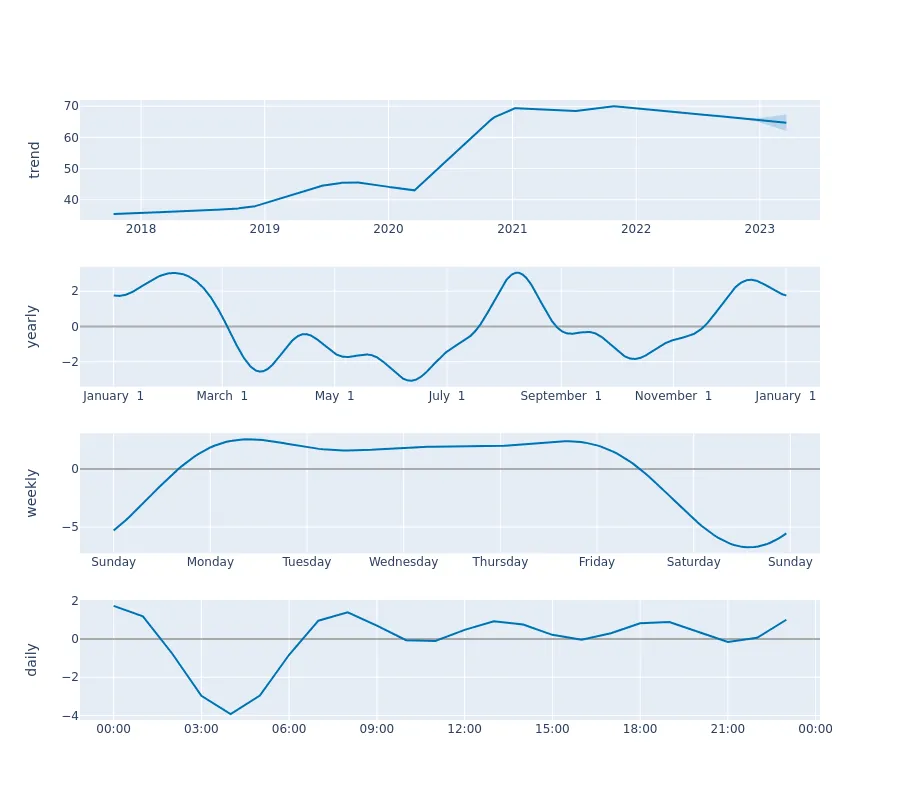 trend
70
60
50
40
2018 2019 2020 2021 2022 2023
yearly
2
0
−2
January 1 March 1 May 1 July 1 September 1 November 1 January 1
weekly
0
−5
Sunday Monday Tuesday Wednesday Thursday Friday Saturday Sunday
daily
2
0
−2
−4
00:00 03:00 06:00 09:00 12:00 15:00 18:00 21:00 00:00